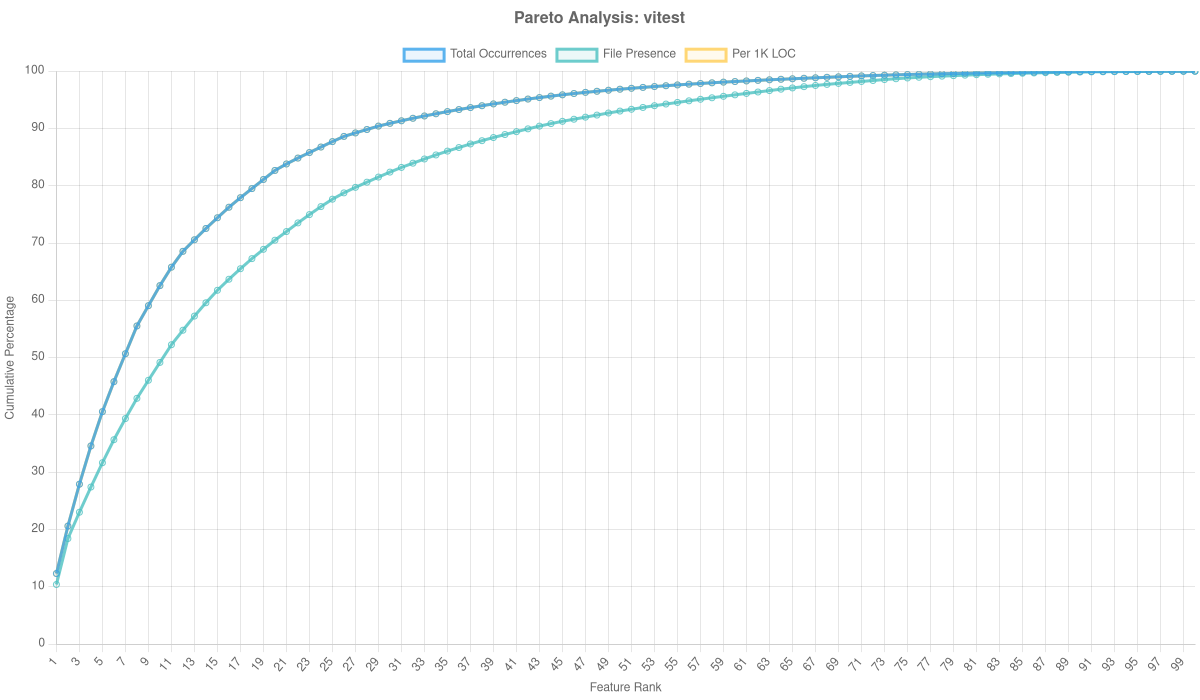 Pareto Analysis: vitest
Total Occurrences File Presence Per 1K LOC
100
90
80
70
60
50
40
30
20
10
0
Cumulative Percentage
1 3 5 7 9 11 13 15 17 19 21 23 25 27 29 31 33 35 37 39 41 43 45 47 49 51 53 55 57 59 61 63 65 67 69 71 73 75 77 79 81 83 85 87 89 91 93 95 97 99
Feature Rank